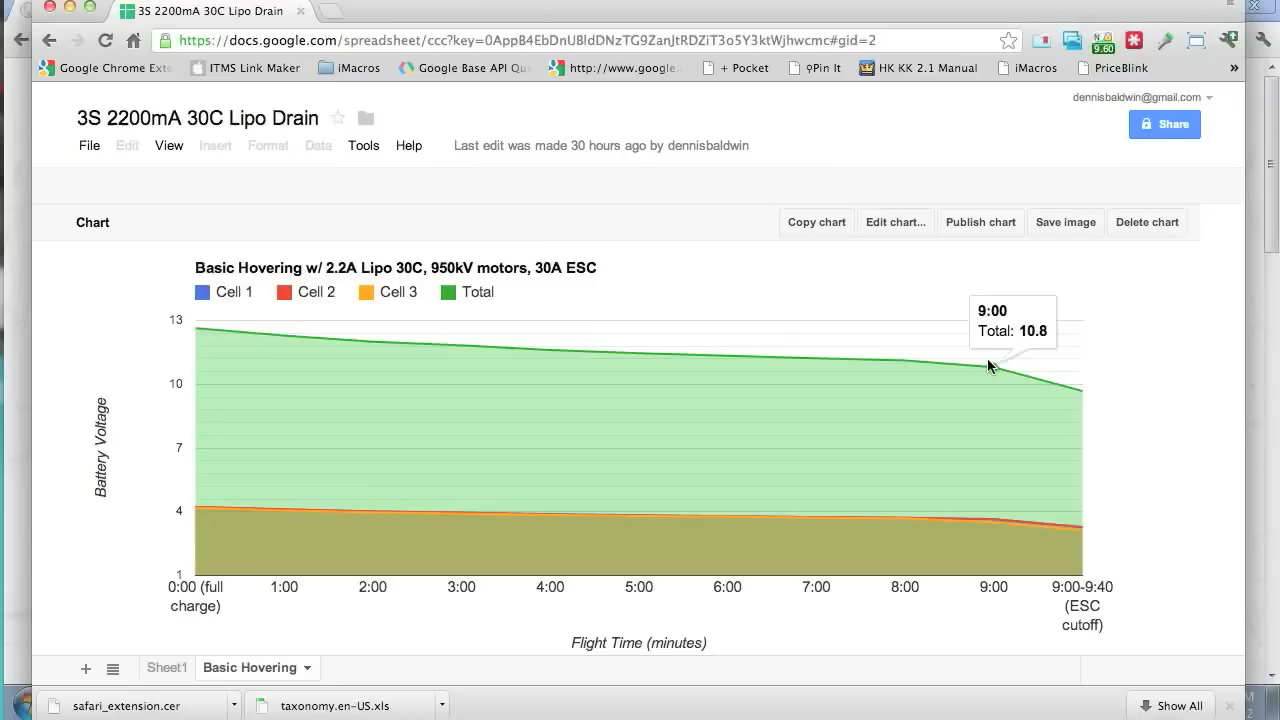 3S 2200mA 30C Lipo Drain
https://docs.google.com/spreadsheet/ccc?key=0AppB4EbDnUBldDNzTG9ZanJtRDZiT3o5Y3ktWjhwcmc#gid=2
9.60
Google Chrome Exte
ITMS Link Maker
iMacros
Google Base API Qu
http://www.google.
+ Pocket
Pin It
HK KK 2.1 Manual
iMacros
PriceBlink
»
dennisbaldwin@gmail.com
3S 2200mA 30C Lipo Drain
Share
File Edit View Insert Format Data Tools Help Last edit was made 30 hours ago by dennisbaldwin
Chart Copy chart Edit chart... Publish chart Save image Delete chart
Basic Hovering w/ 2.2A Lipo 30C, 950kV motors, 30A ESC
Cell 1 Cell 2 Cell 3 Total
9:00
Total: 10.8
13
10
7
4
1
Battery Voltage
0:00 (full charge) 1:00 2:00 3:00 4:00 5:00 6:00 7:00 8:00 9:00 9:00-9:40 (ESC cutoff)
Flight Time (minutes)
+ Sheet1 Basic Hovering
safari_extension.cer taxonomy.en-US.xls Show All